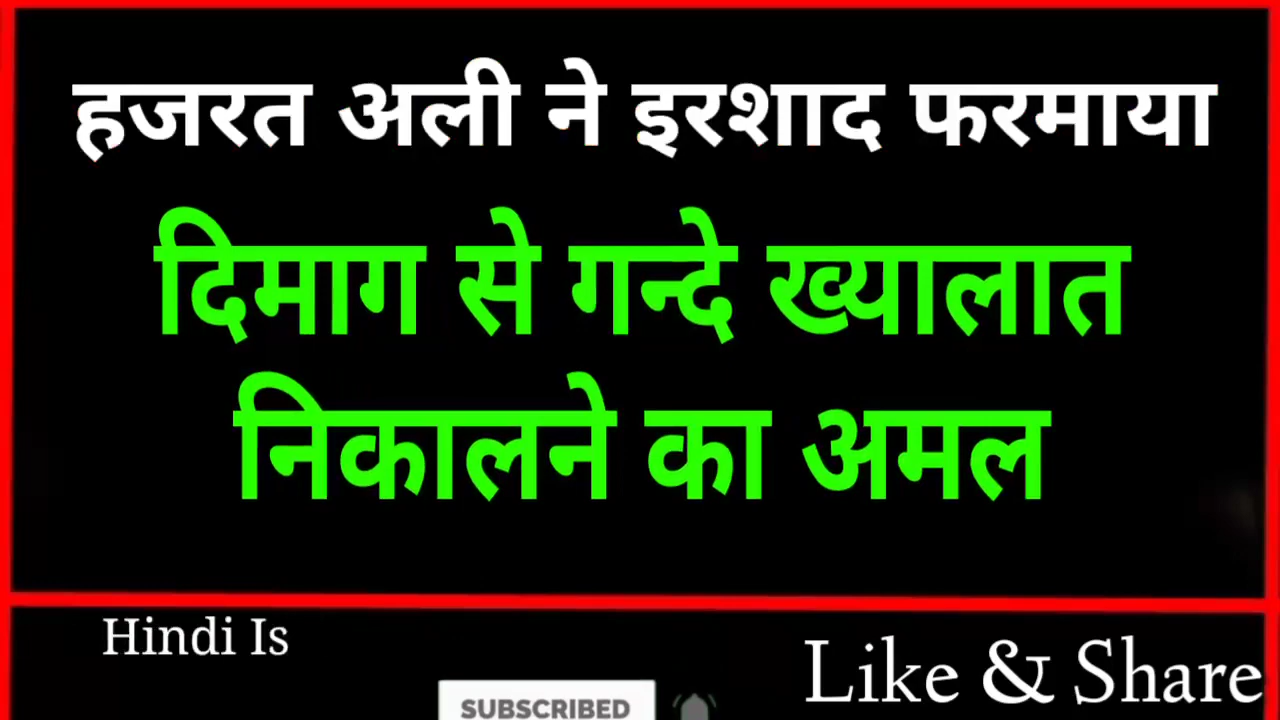 हजरत अली ने इरशाद फरमाया
दिमाग से गन्दे ख्यालात
निकालने का अमल
Hindi Is
Like & Share
SUBSCRIBED